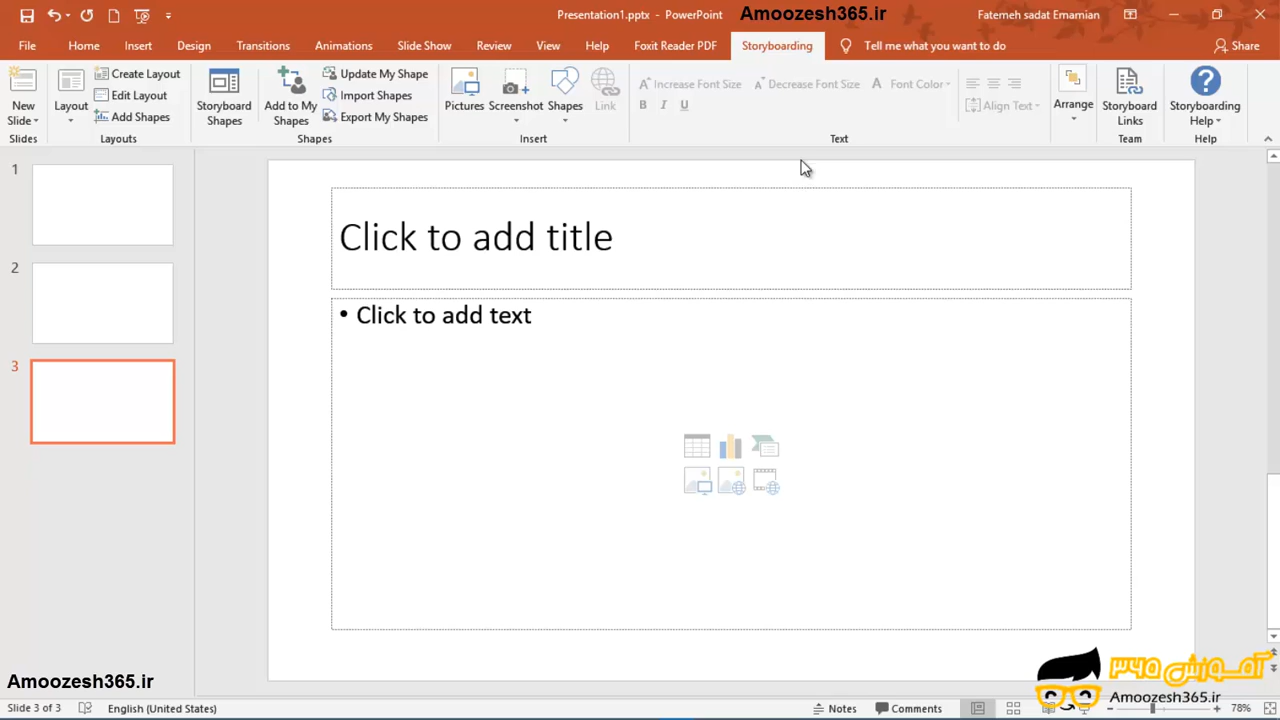 Presentation1.pptx - PowerPoint
Amoozesh365.ir
Fatemeh sadat Emamian
File Home Insert Design Transitions Animations Slide Show Review View Help Foxit Reader PDF Storyboarding Tell me what you want to do Share
New Slide
Slides
Layout
Create Layout
Edit Layout
Add Shapes
Layouts
Storyboard Shapes
Add to My Shapes
Update My Shape
Import Shapes
Export My Shapes
Shapes
Pictures
Screenshot
Shapes
Link
Insert
Increase Font Size
Decrease Font Size
Font Color
B I U
Align Text
Text
Arrange
Storyboard Links
Team
Storyboarding Help
Help
1
2
3
Click to add title
• Click to add text
Amoozesh365.ir
آموزش ۳۶۵
Amoozesh365.ir
Slide 3 of 3
English (United States)
Notes
Comments
78%